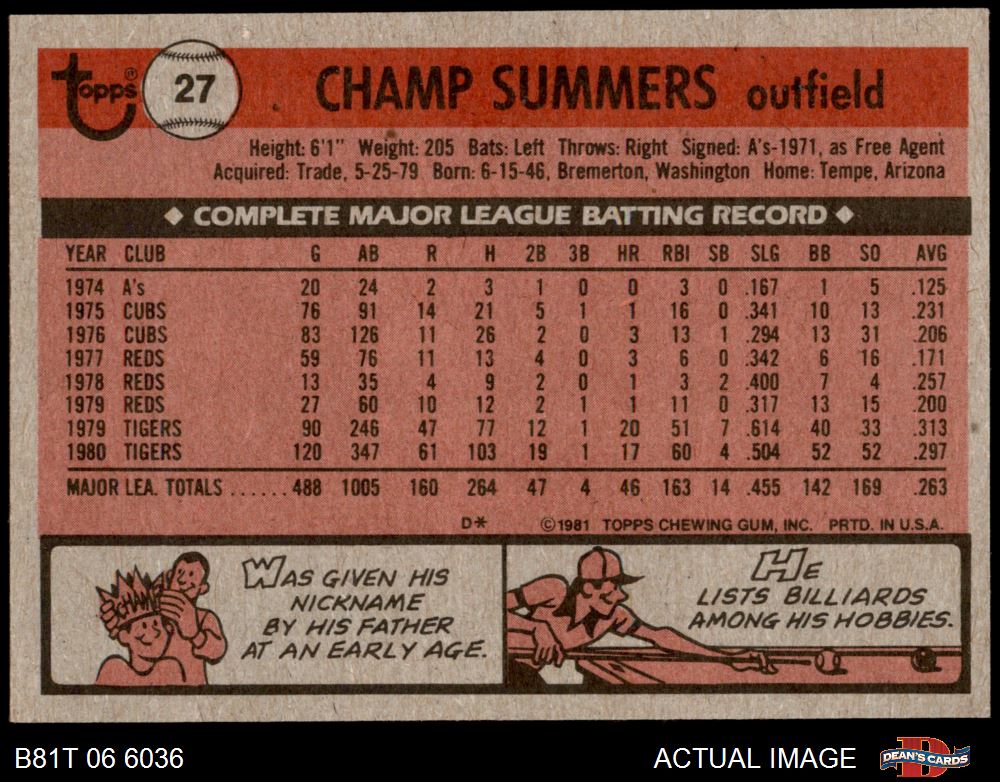 topps® 27 CHAMP SUMMERS outfield
Height: 6'1" Weight: 205 Bats: Left Throws: Right Signed: A's-1971, as Free Agent
Acquired: Trade, 5-25-79 Born: 6-15-46, Bremerton, Washington Home: Tempe, Arizona
◆ COMPLETE MAJOR LEAGUE BATTING RECORD ◆
YEAR CLUB G AB R H 2B 3B HR RBI SB SLG BB SO AVG
1974 A's 20 24 2 3 1 0 0 3 0 .167 1 5 .125
1975 CUBS 76 91 14 21 5 1 1 16 0 .341 10 13 .231
1976 CUBS 83 126 11 26 2 0 3 13 1 .294 13 31 .206
1977 REDS 59 76 11 13 4 0 3 6 0 .342 6 16 .171
1978 REDS 13 35 4 9 2 0 1 3 2 .400 7 4 .257
1979 REDS 27 60 10 12 2 1 1 11 0 .317 13 15 .200
1979 TIGERS 90 246 47 77 12 1 20 51 7 .614 40 33 .313
1980 TIGERS 120 347 61 103 19 1 17 60 4 .504 52 52 .297
MAJOR LEA. TOTALS ......488 1005 160 264 47 4 46 163 14 .455 142 169 .263
D* ©1981 TOPPS CHEWING GUM, INC. PRTD. IN U.S.A.
CHAMP
WAS GIVEN HIS
NICKNAME
BY HIS FATHER
AT AN EARLY AGE.
HE
LISTS BILLIARDS
AMONG HIS HOBBIES.
B81T 06 6036 ACTUAL IMAGE DEAN'S CARDS